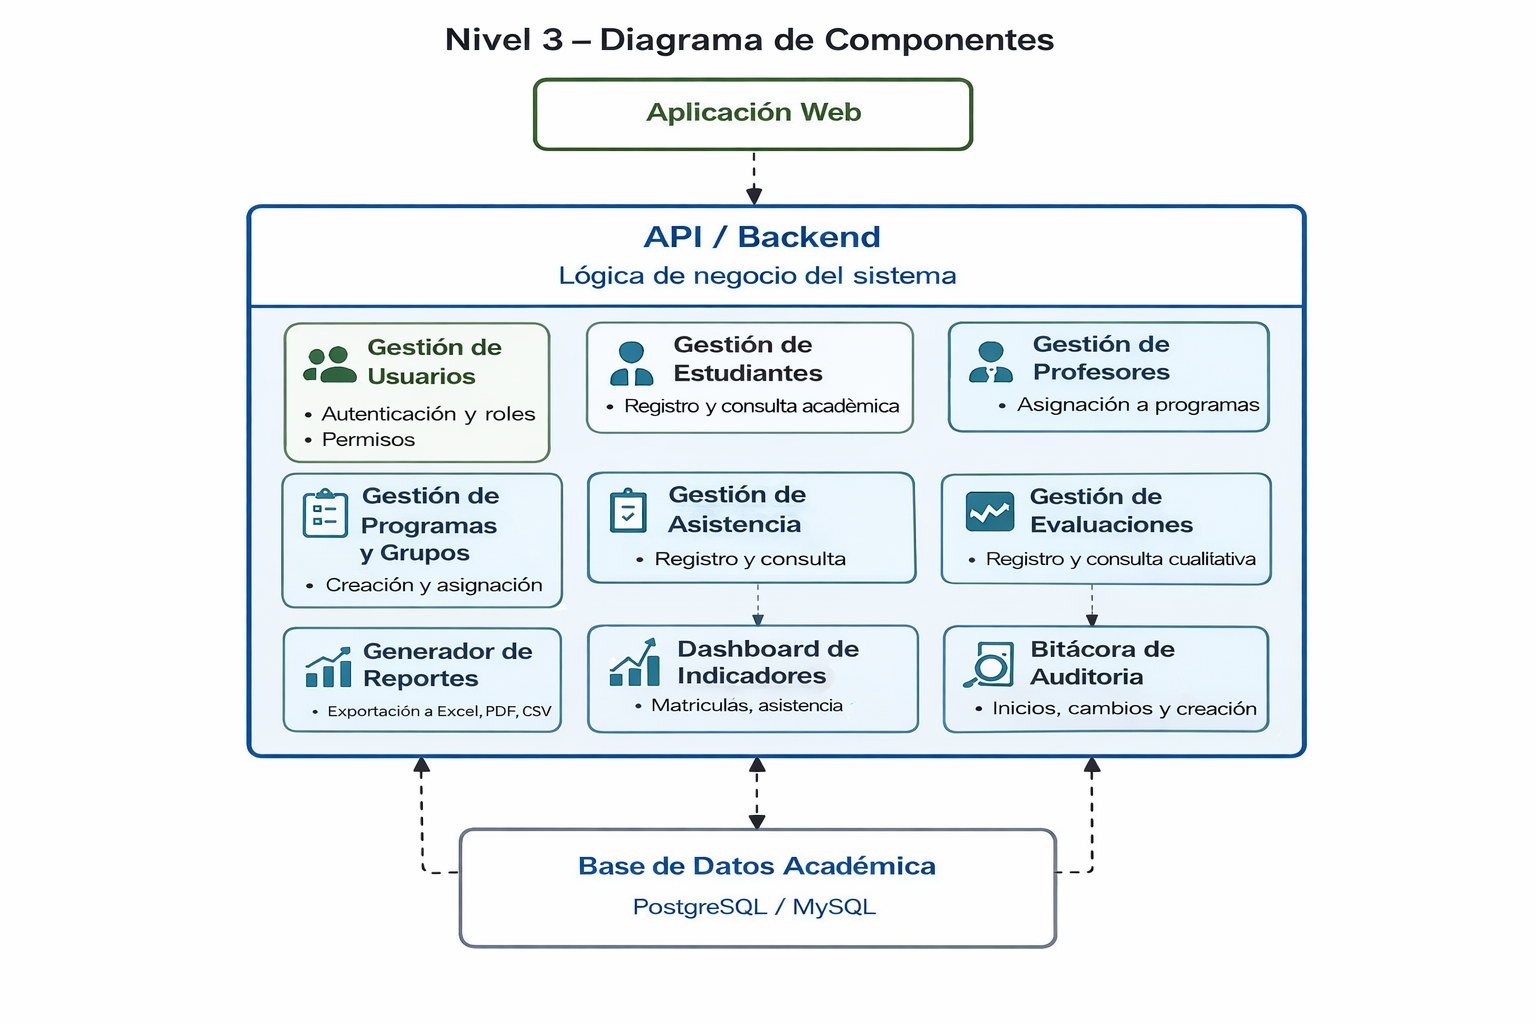 Nivel 3 – Diagrama de Componentes
Aplicación Web
API / Backend
Lógica de negocio del sistema
Gestión de
Usuarios
• Autenticación y roles
• Permisos
Gestión de
Estudiantes
• Registro y consulta acadèmica
Gestión de
Profesores
• Asignación a programas
Gestión de
Programas
y Grupos
• Creación y asignación
Gestión de
Asistencia
• Registro y consulta
Gestión de
Evaluaciones
• Registro y consulta cualitativa
Generador de
Reportes
• Exportación a Excel, PDF, CSV
Dashboard de
Indicadores
• Matriculas, asistencia
Bitácora de
Auditoria
• Inicios, cambios y creación
Base de Datos Académica
PostgreSQL / MySQL